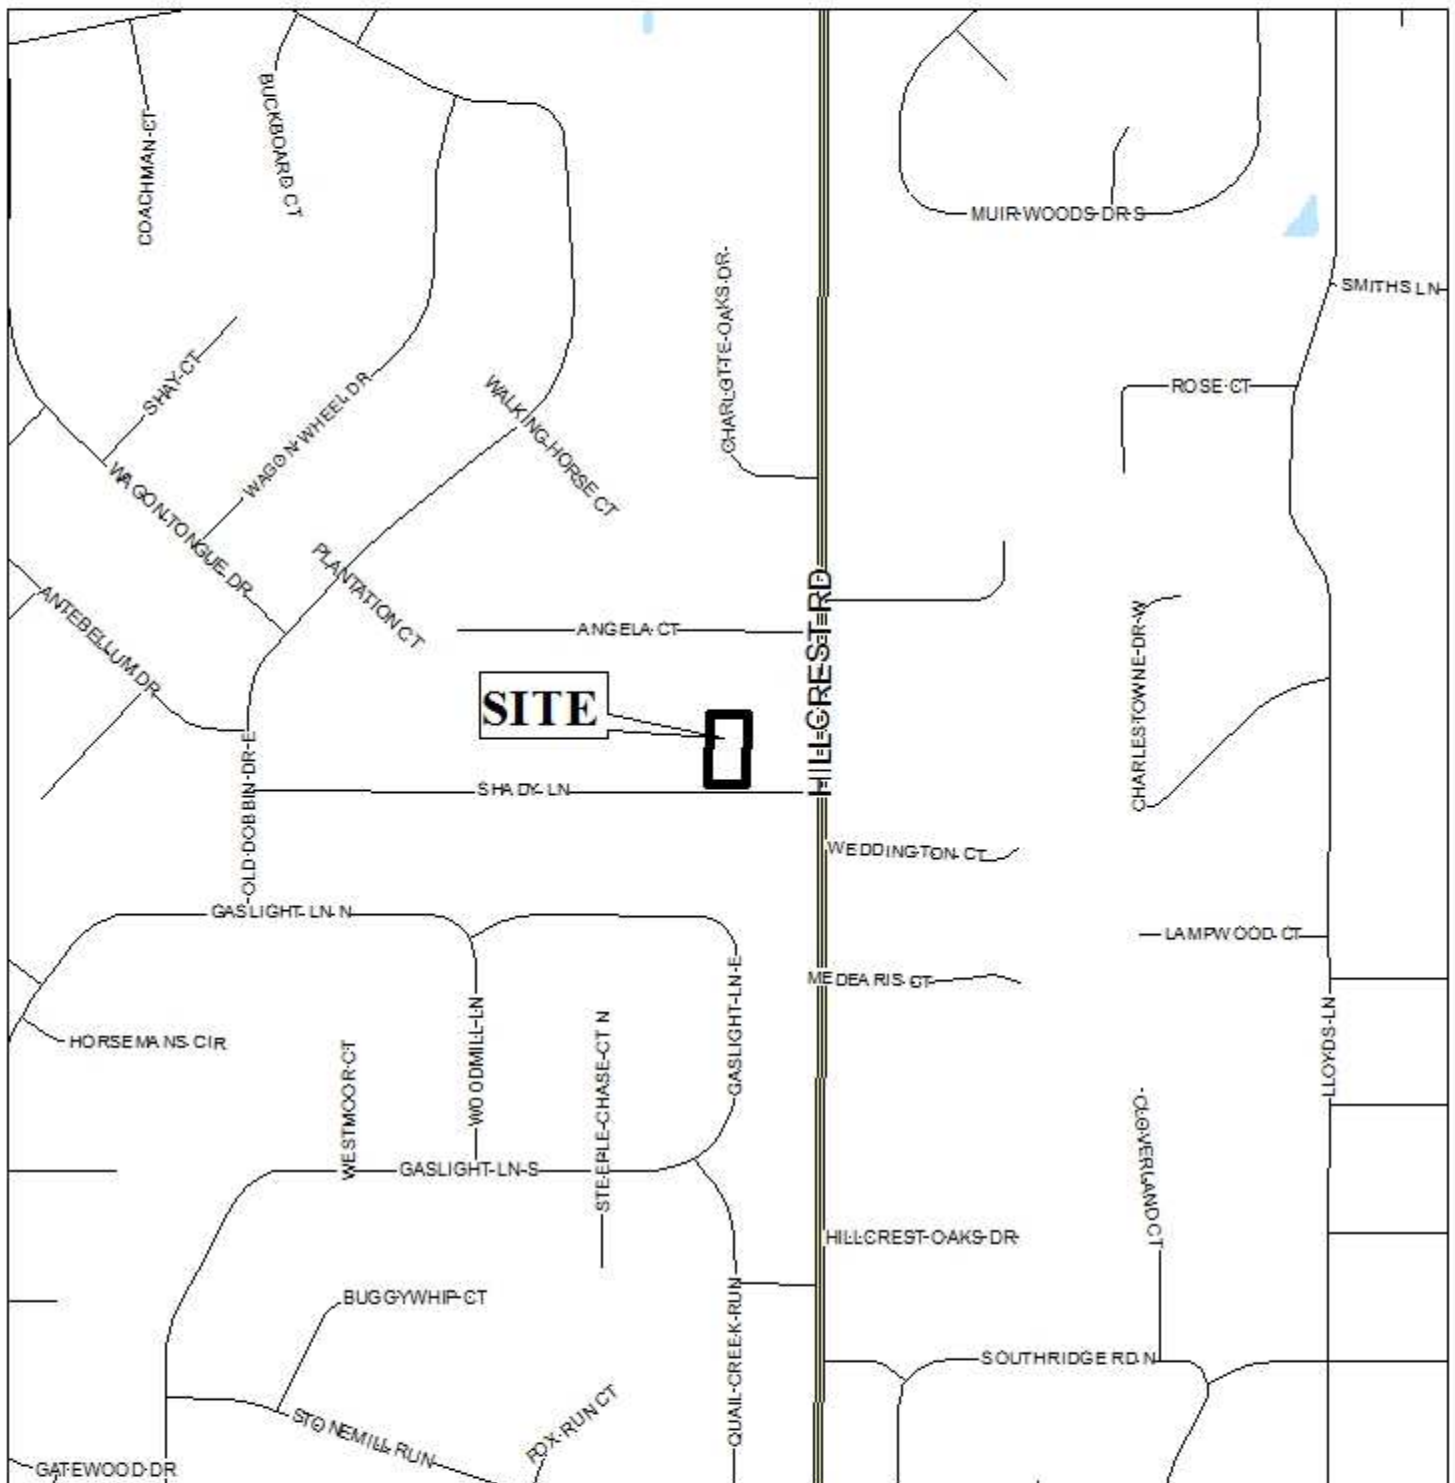 COACHMAN CT
BUCKBOARD CT
MUIR WOODS DR S
CHARLOTTE OAKS DR
SMITHS LN
SHAY CT
WAGON WHEEL DR
WALKING HORSE CT
ROSE CT
WAGON TONGUE DR
PLANTATION CT
ANTEBELLUM DR
ANGELA CT
HILLCREST RD
CHARLESTOWNE DR W
SITE
OLD DOBBIN DR E
SHADY LN
WEDDINGTON CT
GASLIGHT LN N
LAMPWOOD CT
MEDEARIS CT
GASLIGHT LN E
WOODMILL LN
STEEPLE CHASE CT N
HORSEMANS CIR
WESTMOOR CT
LLOYDS LN
CLOVERLAND CT
GASLIGHT LN S
HILLCREST OAKS DR
BUGGYWHIP CT
QUAIL CREEK RUN
SOUTHRIDGE RD N
STONEMILL RUN
FOX RUN CT
GATEWOOD DR